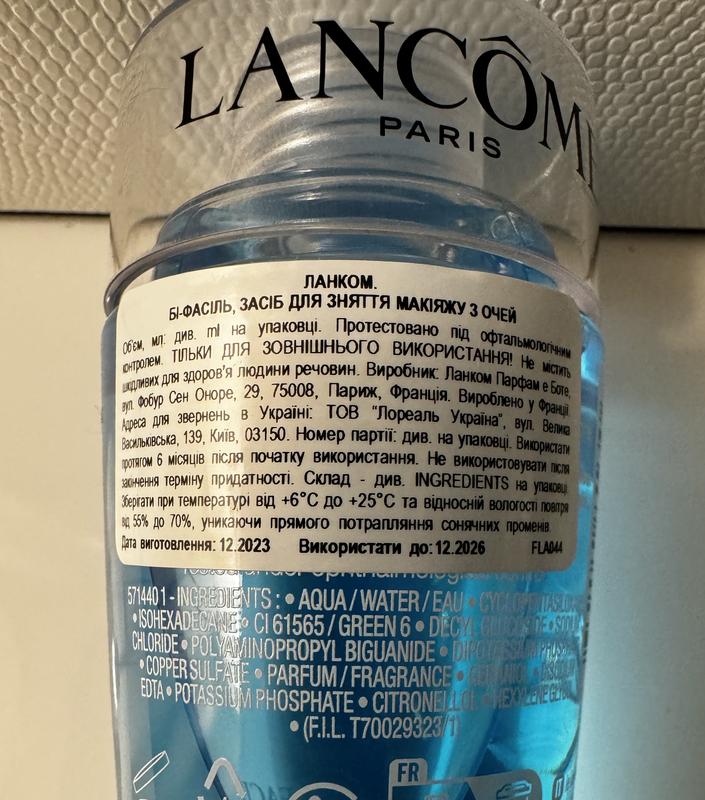 LANCÔME
PARIS
ЛАНКОМ.
БІ-ФАСІЛЬ, ЗАСІБ ДЛЯ ЗНЯТТЯ МАКІЯЖУ З ОЧЕЙ
Об'єм, мл: див. ml на упаковці. Протестовано під офтальмологічним
контролем. ТІЛЬКИ ДЛЯ ЗОВНІШНЬОГО ВИКОРИСТАННЯ! Не містить
шкідливих для здоров'я людини речовин. Виробник: Ланком Парфам е Боте,
вул. Фобур Сен Оноре, 29, 75008, Париж, Франція. Вироблено у Франції.
Адреса для звернень в Україні: ТОВ "Лореаль Україна", вул. Велика
Васильківська, 139, Київ, 03150. Номер партії: див. на упаковці. Використати
протягом 6 місяців після початку використання. Не використовувати після
закінчення терміну придатності. Склад - див. INGREDIENTS на упаковці.
Зберігати при температурі від +6°C до +25°C та відносній вологості повітря
від 55% до 70%, уникаючи прямого потрапляння сонячних променів.
Дата виготовлення: 12.2023 Використати до: 12.2026 FLA044
571440 1 - INGREDIENTS : • AQUA / WATER / EAU •
• ISOHEXADECANE • CI 61565 / GREEN 6 • DECYL GLUCOSIDE •
CHLORIDE • POLYAMINOPROPYL BIGUANIDE • DIPOTASSIUM
• COPPER SULFATE • PARFUM / FRAGRANCE •
EDTA • POTASSIUM PHOSPHATE • CITRONELLOL •
• (F.I.L. T70029323/1)
FR